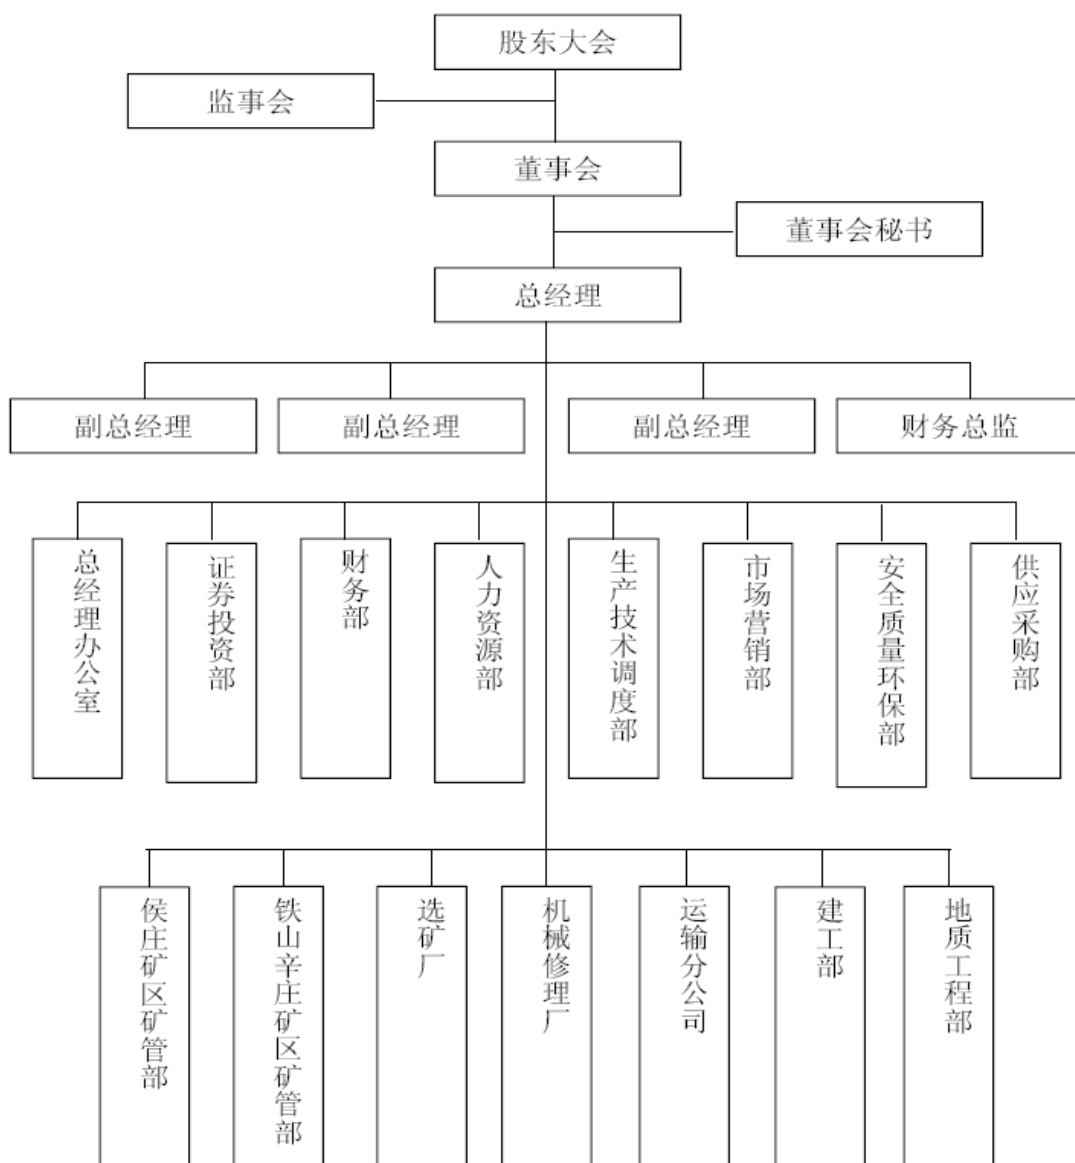 股东大会
监事会
董事会
董事会秘书
总经理
副总经理
副总经理
副总经理
财务总监
总经理办公室
证券投资部
财务部
人力资源部
生产技术调度部
市场营销部
安全质量环保部
供应采购部
侯庄矿区矿管部
铁山辛庄矿区矿管部
选矿厂
机械修理厂
运输分公司
建工部
地质工程部